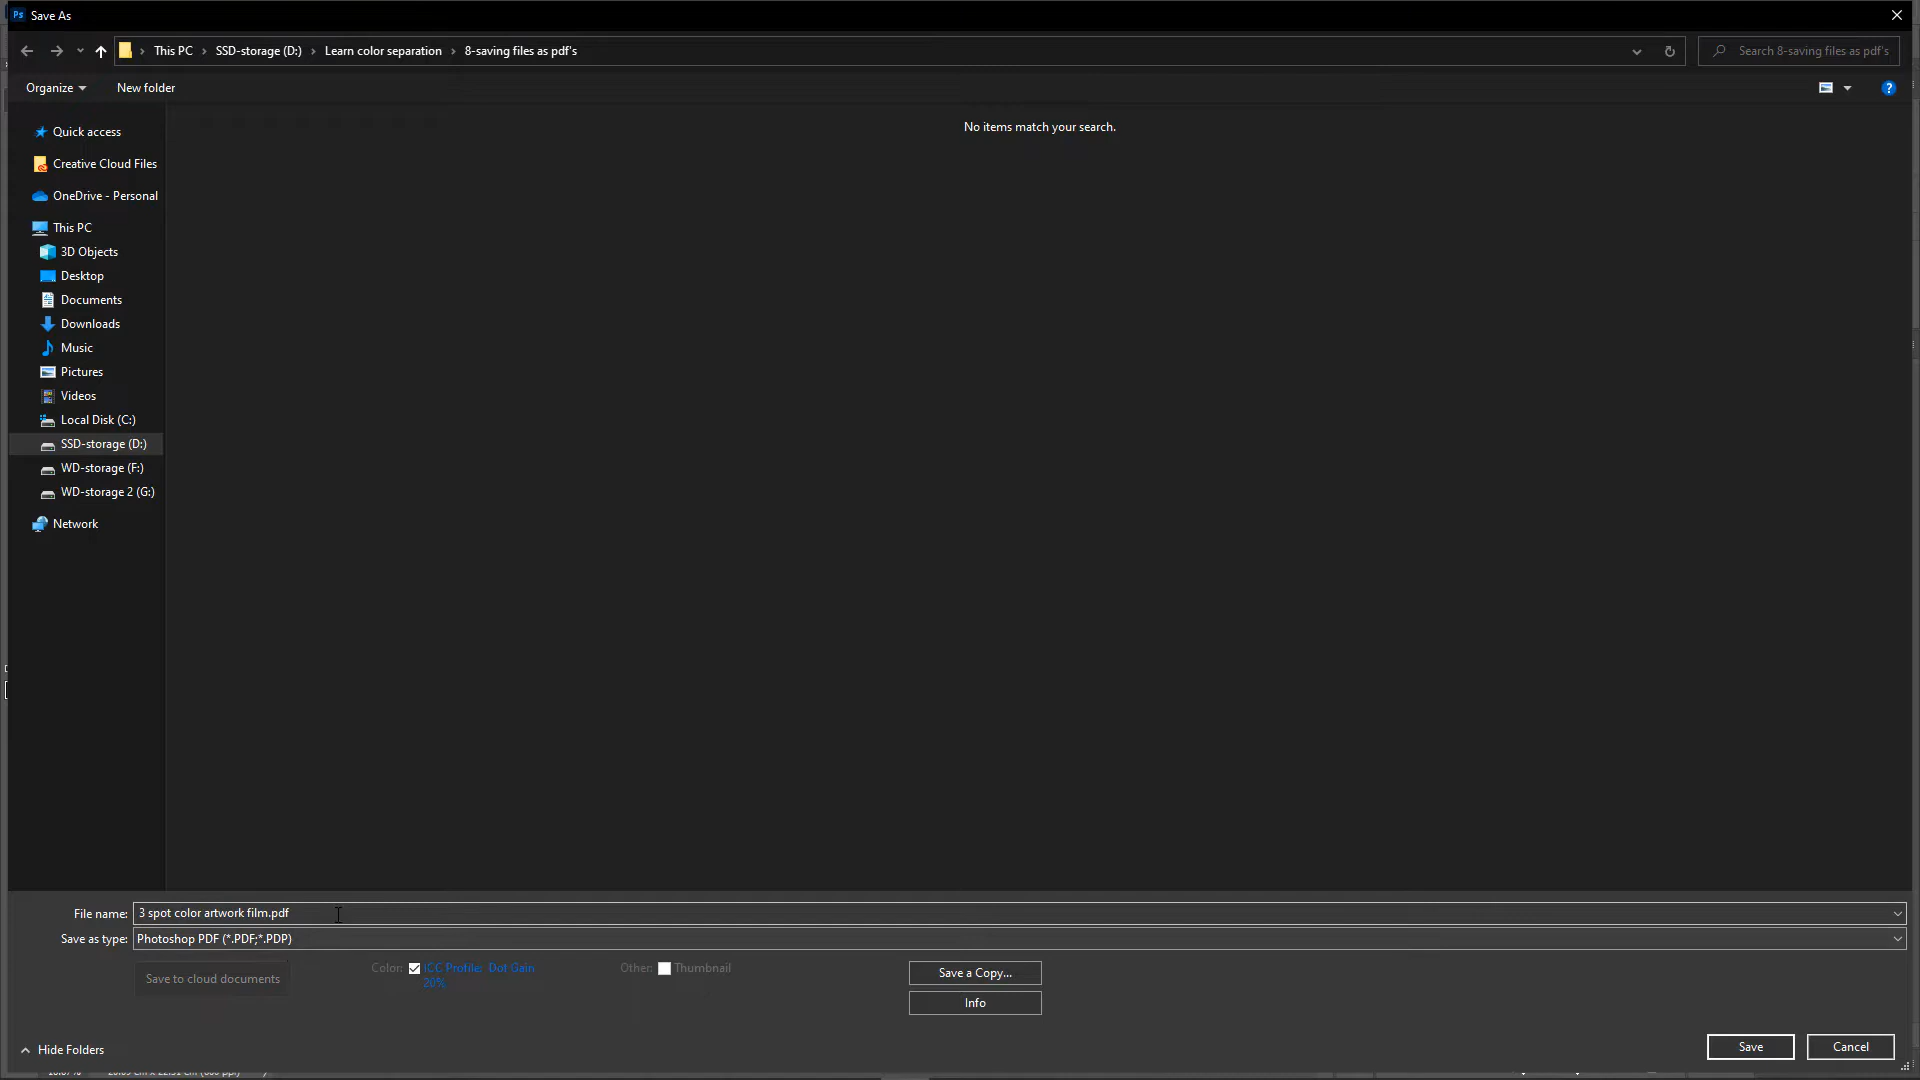 Ps Save As
This PC > SSD-storage (D:) > Learn color separation > 8-saving files as pdf's
Search 8-saving files as pdf's
Organize
New folder
?
Quick access
No items match your search.
Creative Cloud Files
OneDrive - Personal
This PC
3D Objects
Desktop
Documents
Downloads
Music
Pictures
Videos
Local Disk (C:)
SSD-storage (D:)
WD-storage (F:)
WD-storage 2 (G:)
Network
File name: 3 spot color artwork film.pdf
Save as type: Photoshop PDF (*.PDF;*.PDP)
Save to cloud documents
Color: ICC Profile: Dot Gain
20%
Other: Thumbnail
Save a Copy...
Info
Hide Folders
Save
Cancel